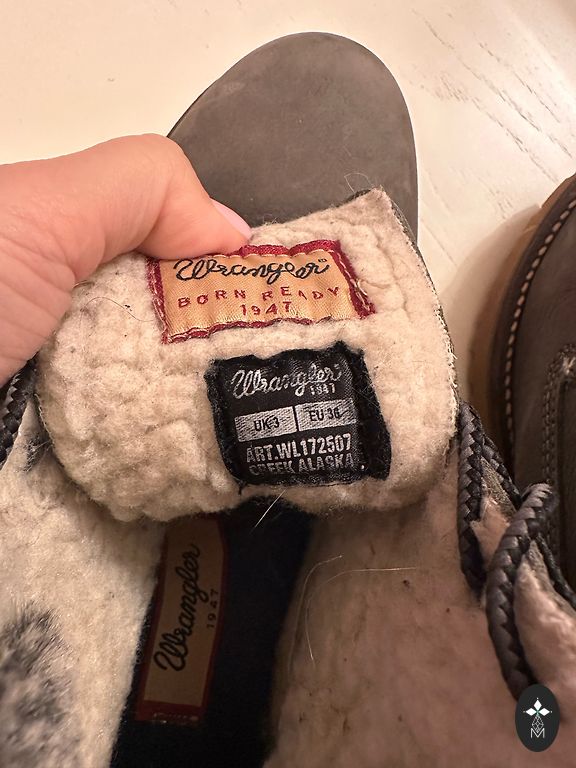 Wrangler
BORN READY
1947
Wrangler
1947
UK 3 EU 36
ART.WL172507
CREEK ALASKA
Wrangler
1947
M